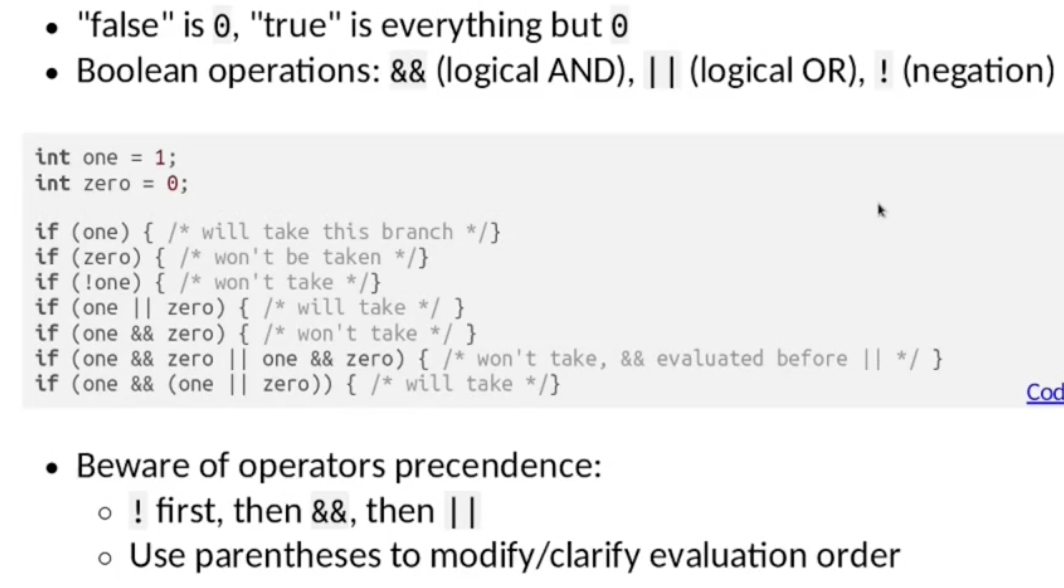 "false" is 0, "true" is everything but 0
Boolean operations: && (logical AND), || (logical OR), ! (negation)
int one = 1;
int zero = 0;
if (one) { /* will take this branch */}
if (zero) { /* won't be taken */}
if (!one) { /* won't take */}
if (one || zero) { /* will take */ }
if (one && zero) { /* won't take */ }
if (one && zero || one && zero) { /* won't take, && evaluated before || */ }
if (one && (one || zero)) { /* will take */}
Cod
Beware of operators precendence:
! first, then &&, then ||
Use parentheses to modify/clarify evaluation order